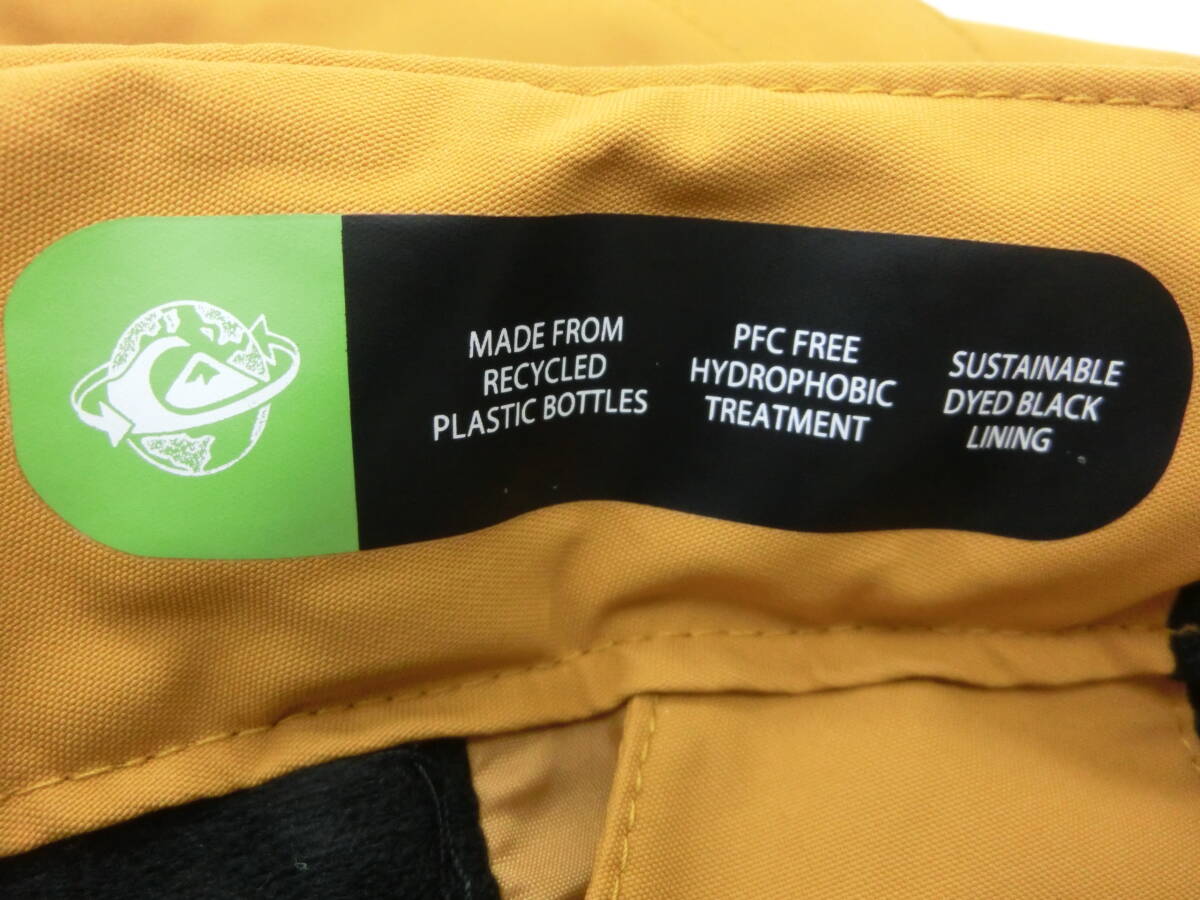 MADE FROM
RECYCLED
PLASTIC BOTTLES
PFC FREE
HYDROPHOBIC
TREATMENT
SUSTAINABLE
DYED BLACK
LINING